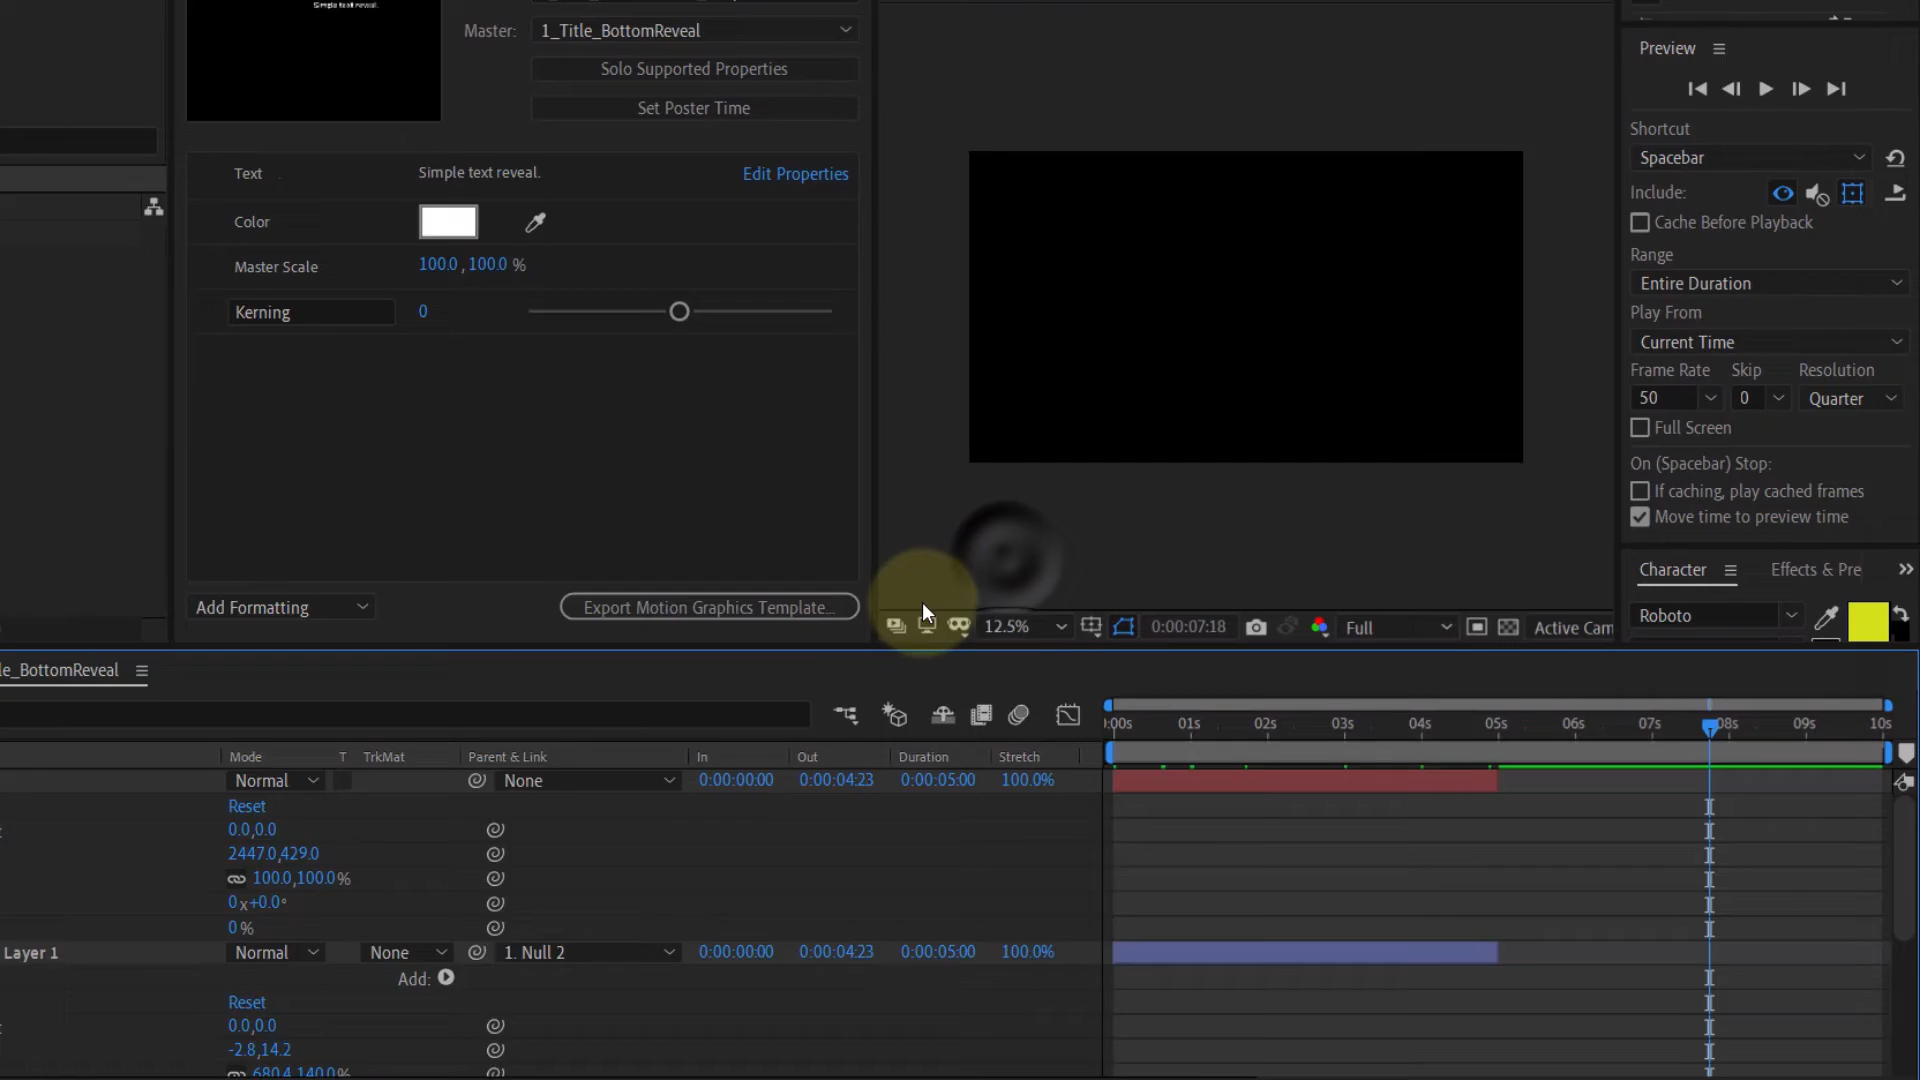 Simple text reveal.
Master: 1_Title_BottomReveal
Solo Supported Properties
Set Poster Time
Text Simple text reveal. Edit Properties
Color
Master Scale 100.0, 100.0 %
Kerning 0
Add Formatting Export Motion Graphics Template...
12.5% 0:00:07:18 Full Active Cam
Preview
Shortcut
Spacebar
Include:
Cache Before Playback
Range
Entire Duration
Play From
Current Time
Frame Rate Skip Resolution
50 0 Quarter
Full Screen
On (Spacebar) Stop:
If caching, play cached frames
Move time to preview time
Character Effects & Pre
Roboto
le_BottomReveal
:00s 01s 02s 03s 04s 05s 06s 07s 08s 09s 10s
Mode T TrkMat Parent & Link In Out Duration Stretch
Normal None 0:00:00:00 0:00:04:23 0:00:05:00 100.0%
Reset
0.0,0.0
2447.0,429.0
100.0,100.0%
0x+0.0°
0%
Layer 1 Normal None 1. Null 2 0:00:00:00 0:00:04:23 0:00:05:00 100.0%
Add:
Reset
0.0,0.0
-2.8,14.2
680.4,140.0%